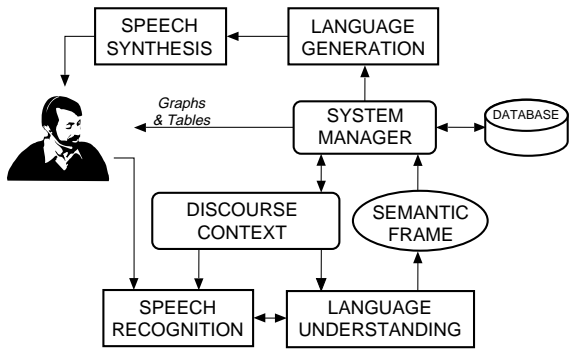 SPEECH
SYNTHESIS
LANGUAGE
GENERATION
Graphs
& Tables
SYSTEM
MANAGER
DATABASE
DISCOURSE
CONTEXT
SEMANTIC
FRAME
SPEECH
RECOGNITION
LANGUAGE
UNDERSTANDING